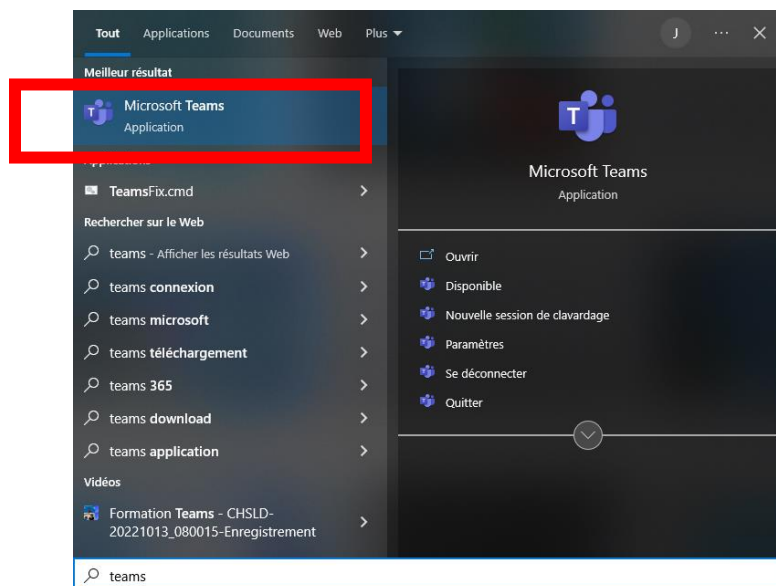 Tout Applications Documents Web Plus J
Meilleur résultat
Microsoft Teams
Application
Applications
TeamsFix.cmd
Rechercher sur le Web
teams - Afficher les résultats Web
teams connexion
teams microsoft
teams téléchargement
teams 365
teams download
teams application
Vidéos
Formation Teams - CHSLD-
20221013_080015-Enregistrement
teams
T
Microsoft Teams
Application
Ouvrir
Disponible
Nouvelle session de clavardage
Paramètres
Se déconnecter
Quitter